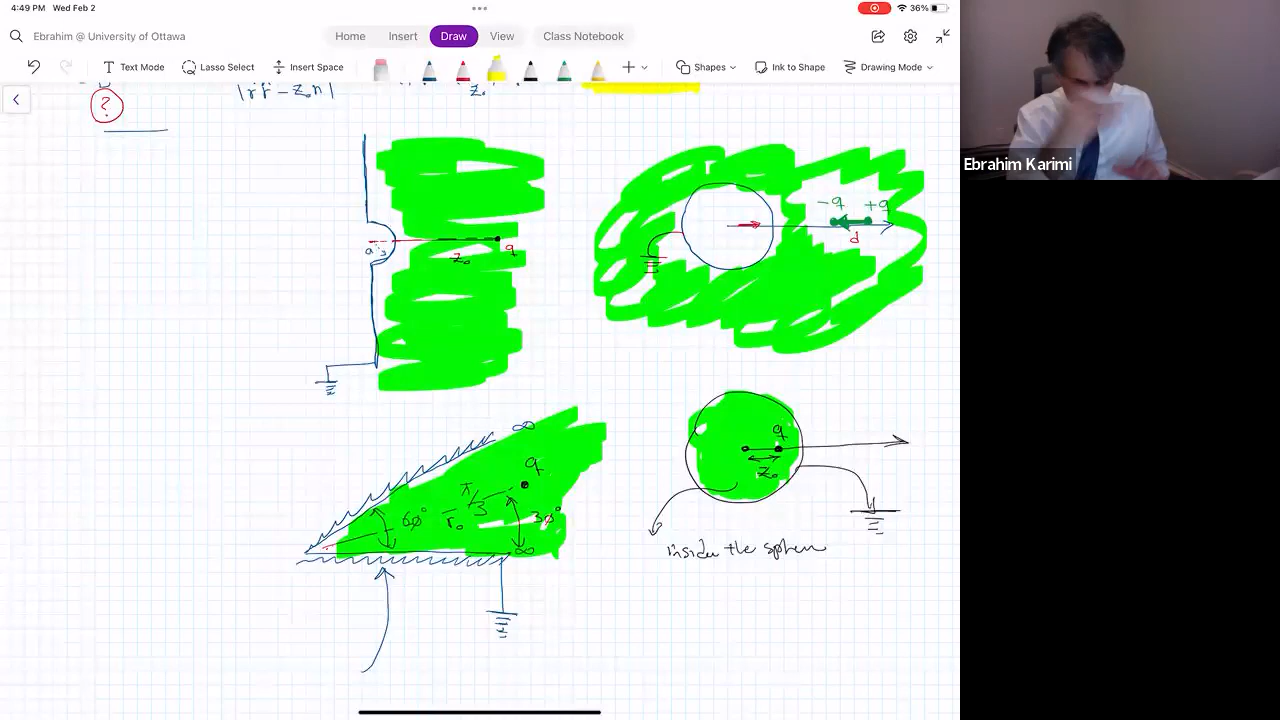 4:49 PM Wed Feb 2
36%
Ebrahim @ University of Ottawa
Home Insert Draw View Class Notebook
Text Mode Lasso Select Insert Space Shapes Ink to Shape Drawing Mode
?
|r r̂ - z₀ n|
z₀
Ebrahim Karimi
-q +q
d
a
q
z₀
∞
q
q
π/3
z₀
60°
r₀
30°
∞
inside the sphere